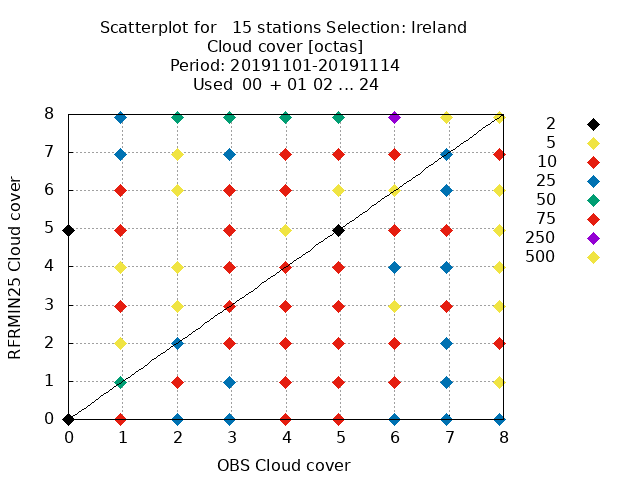 Scatterplot for   15 stations Selection: Ireland
Cloud cover [octas]
Period: 20191101-20191114
Used  00  + 01 02 ... 24
RFRMIN25 Cloud cover
8
7
6
5
4
3
2
1
0
0 1 2 3 4 5 6 7 8
OBS Cloud cover
2
5
10
25
50
75
250
500